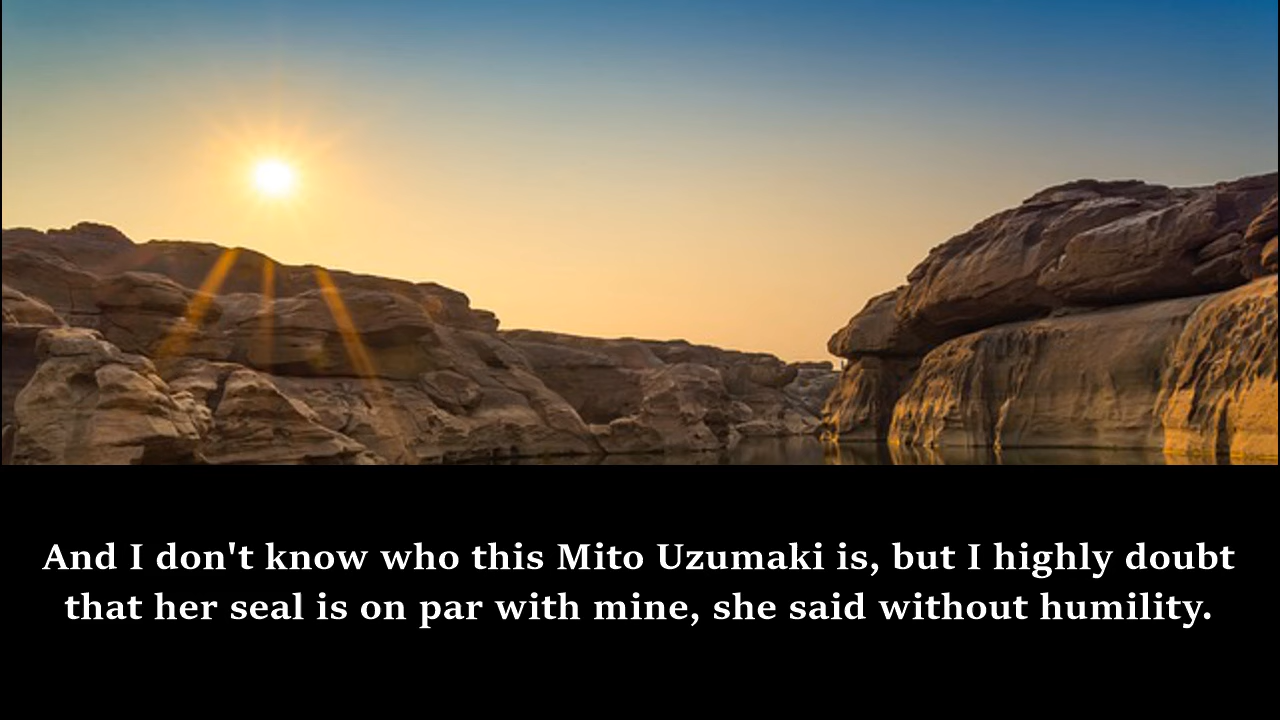 And I don't know who this Mito Uzumaki is, but I highly doubt
that her seal is on par with mine, she said without humility.